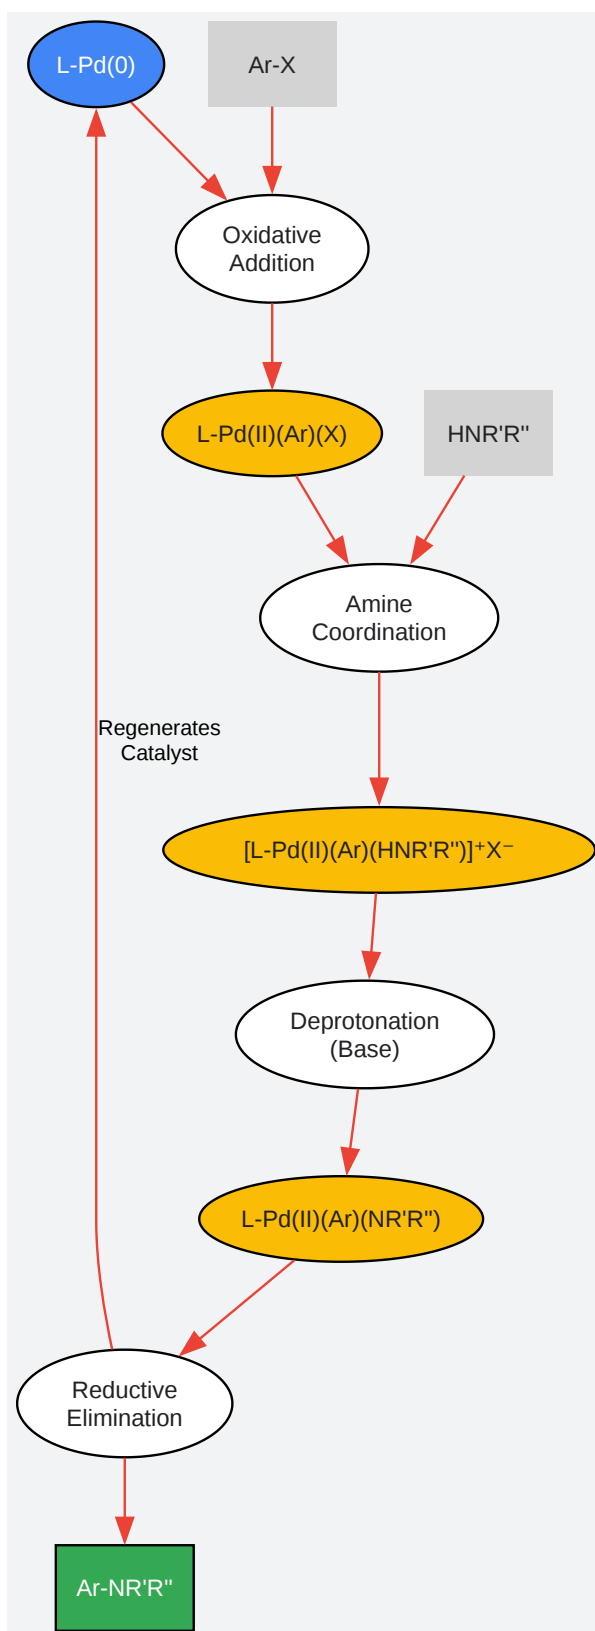 L-Pd(0)
Ar-X
Oxidative
Addition
L-Pd(II)(Ar)(X)
HNR'R"
Amine
Coordination
Regenerates
Catalyst
[L-Pd(II)(Ar)(HNR'R")]⁺X⁻
Deprotonation
(Base)
L-Pd(II)(Ar)(NR'R")
Reductive
Elimination
Ar-NR'R"